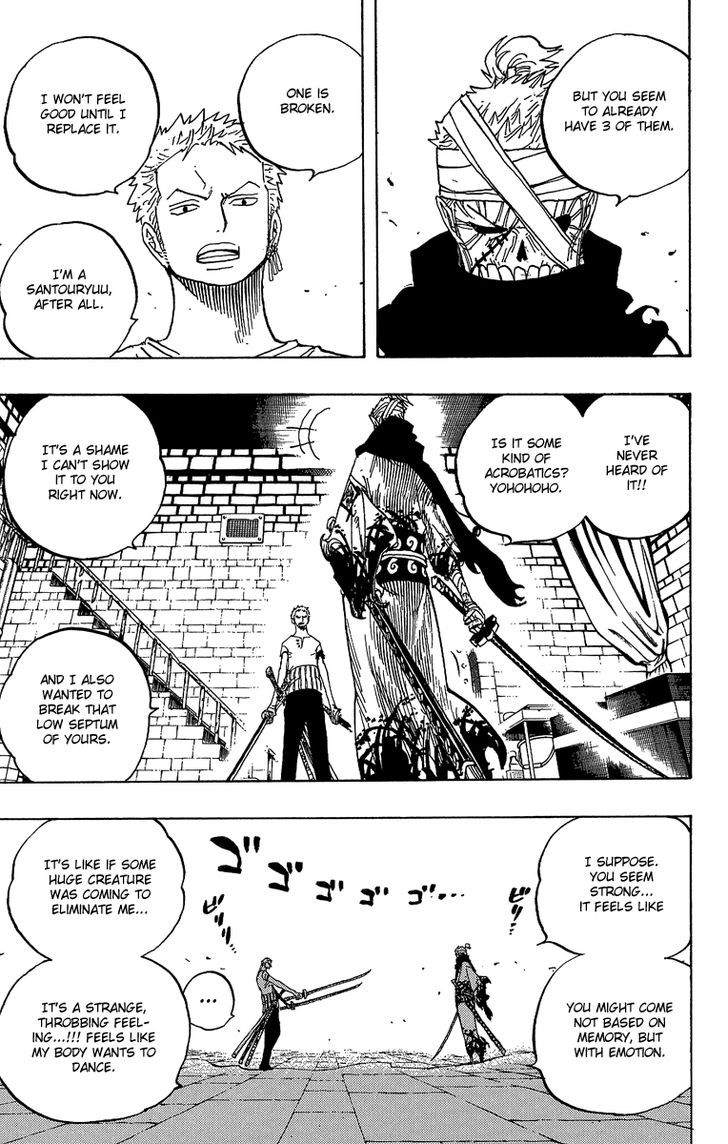 BUT YOU SEEM
TO ALREADY
HAVE 3 OF THEM.
ONE IS
BROKEN.
I WON'T FEEL
GOOD UNTIL I
REPLACE IT.
I'M A
SANTOURYUU,
AFTER ALL.
I'VE
NEVER
HEARD OF
IT!!
IS IT SOME
KIND OF
ACROBATICS?
YOHOHOHO.
IT'S A SHAME
I CAN'T SHOW
IT TO YOU
RIGHT NOW.
AND I ALSO
WANTED TO
BREAK THAT
LOW SEPTUM
OF YOURS.
I SUPPOSE.
YOU SEEM
STRONG...
IT FEELS LIKE
YOU MIGHT COME
NOT BASED ON
MEMORY, BUT
WITH EMOTION.
ゴゴゴゴゴ...
ビリ
ビリ
...
IT'S LIKE IF SOME
HUGE CREATURE
WAS COMING TO
ELIMINATE ME...
IT'S A STRANGE,
THROBBING FEEL-
ING...!!! FEELS LIKE
MY BODY WANTS TO
DANCE.